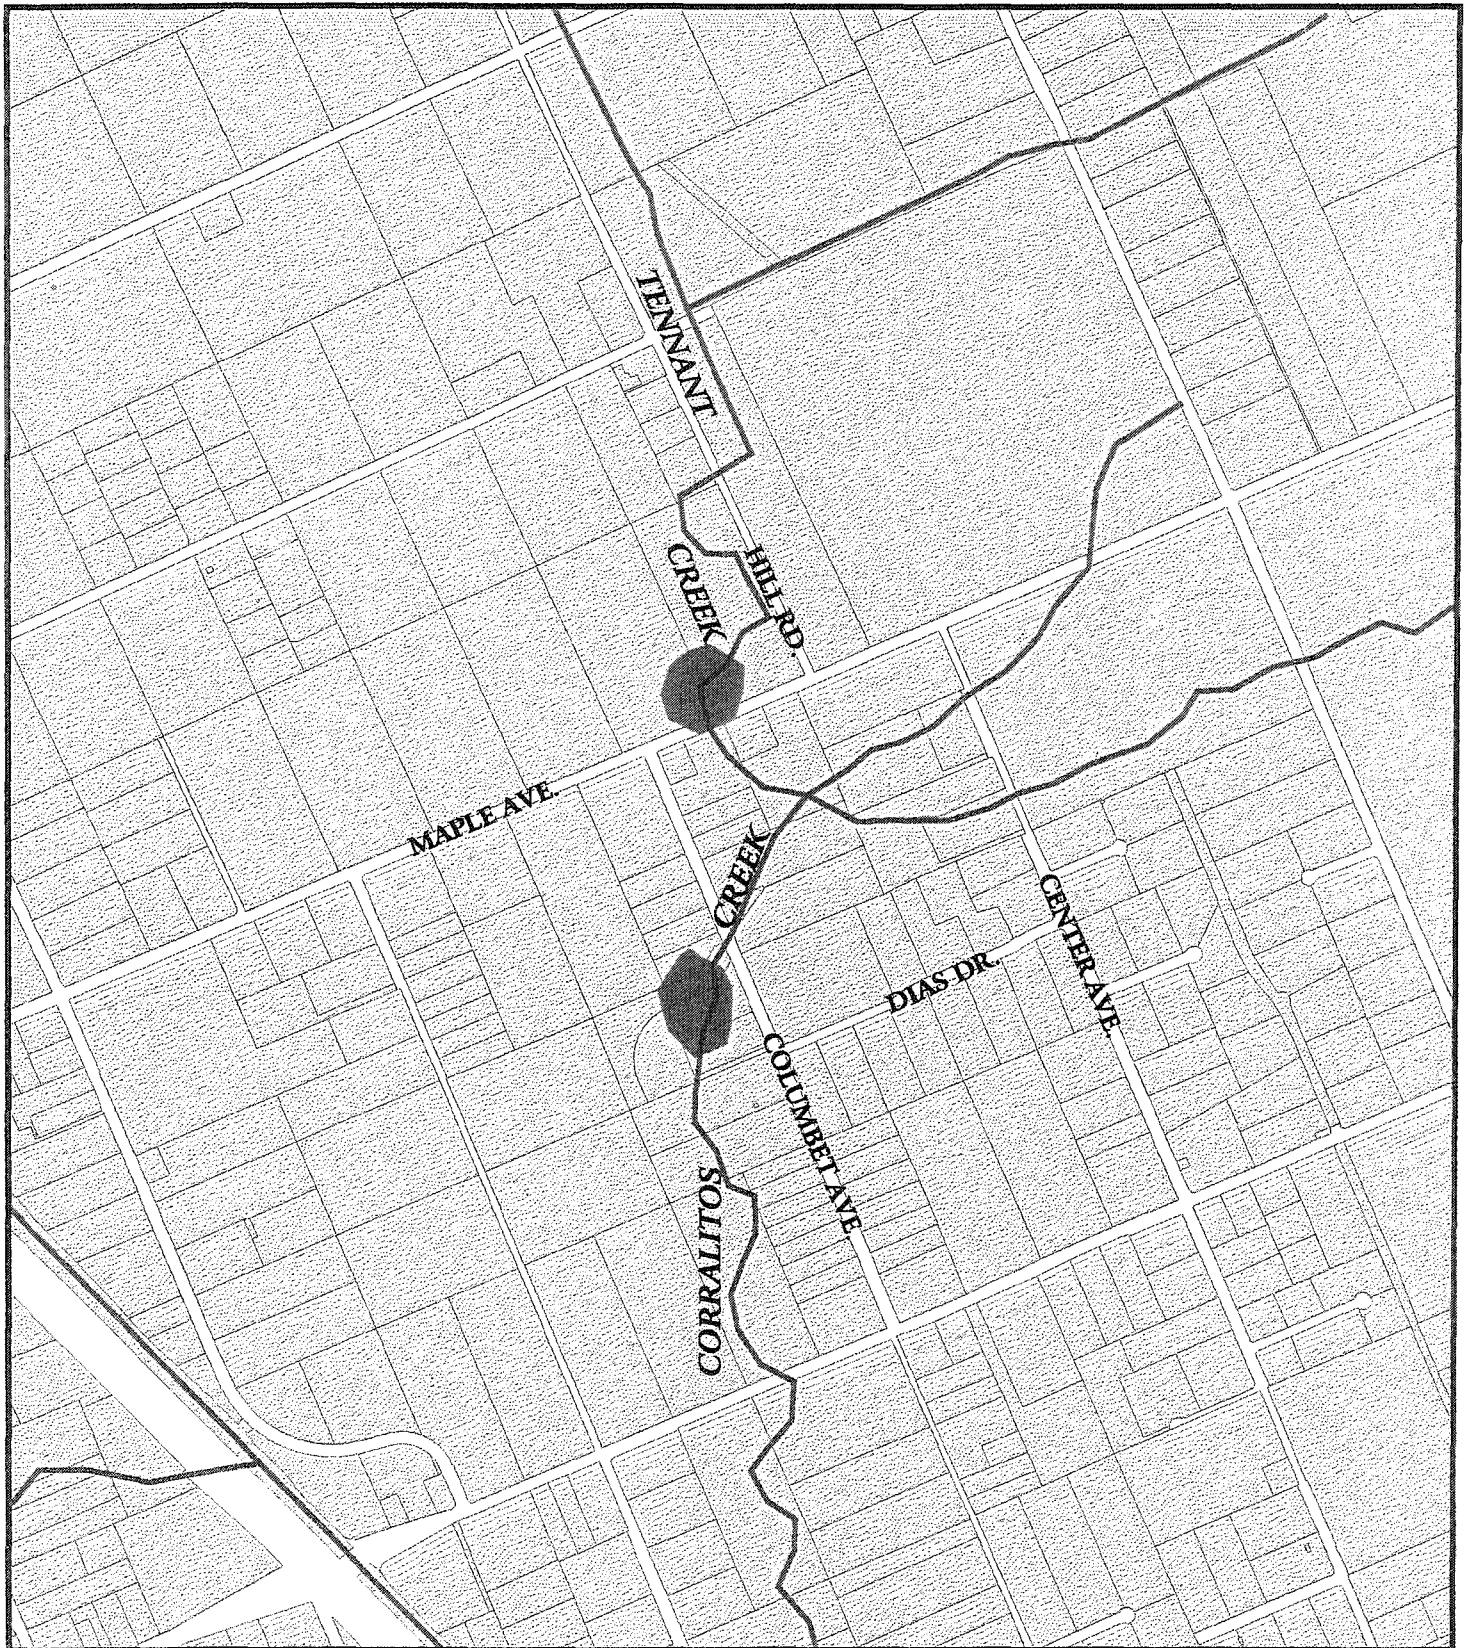 TENNANT
CREEK
HILL RD.
MAPLE AVE.
CREEK
CENTER AVE.
DIAS DR.
COLUMBET AVE.
CORRALITOS